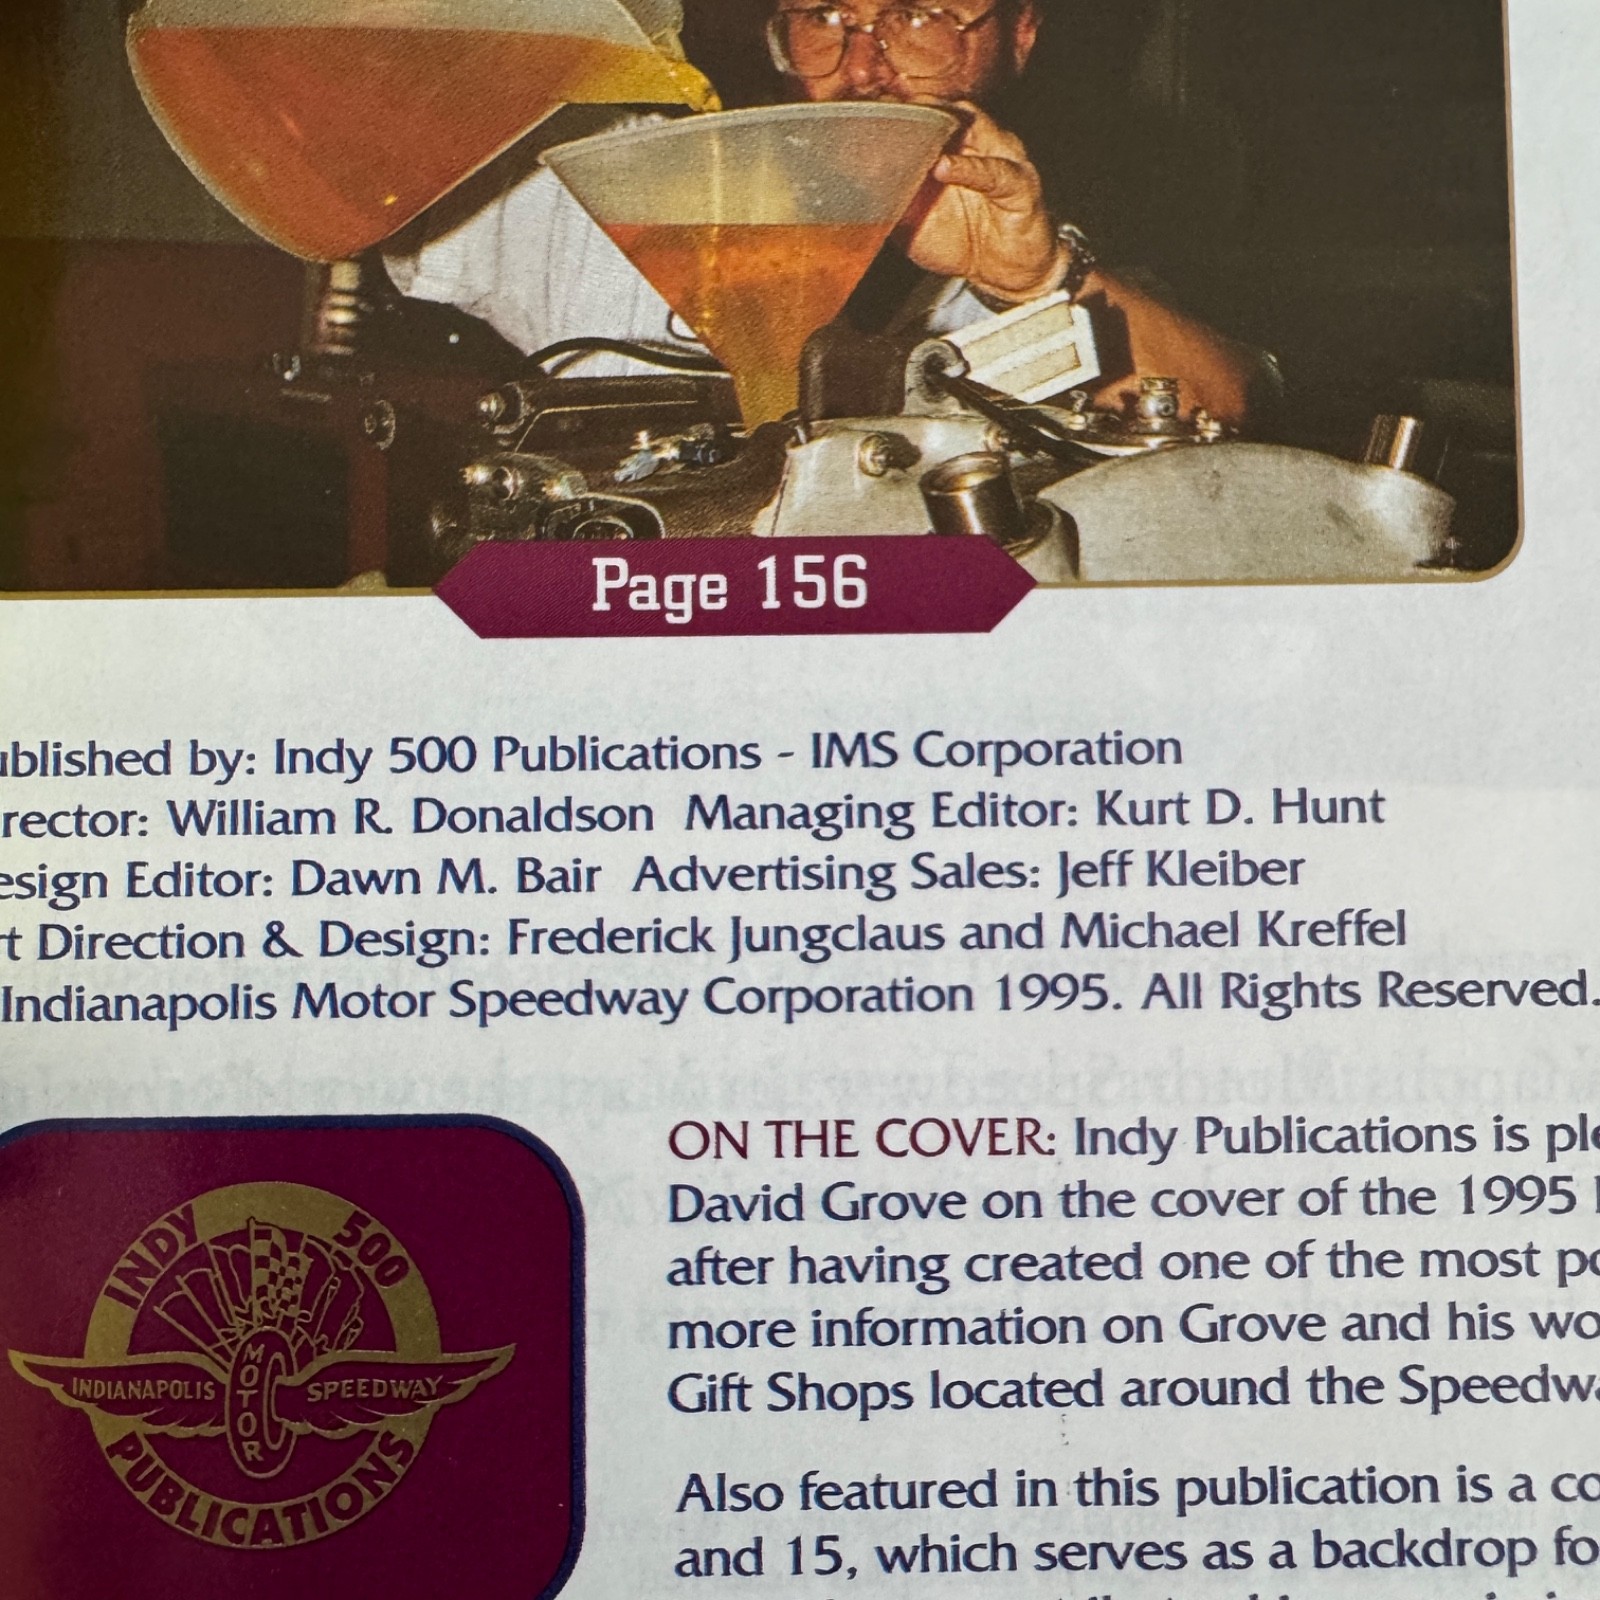 Page 156
ublished by: Indy 500 Publications - IMS Corporation
rector: William R. Donaldson Managing Editor: Kurt D. Hunt
esign Editor: Dawn M. Bair Advertising Sales: Jeff Kleiber
rt Direction & Design: Frederick Jungclaus and Michael Kreffel
Indianapolis Motor Speedway Corporation 1995. All Rights Reserved.
INDY 500
INDIANAPOLIS MOTOR SPEEDWAY
PUBLICATIONS
ON THE COVER: Indy Publications is ple
David Grove on the cover of the 1995
after having created one of the most po
more information on Grove and his wo
Gift Shops located around the Speedwa
Also featured in this publication is a co
and 15, which serves as a backdrop fo